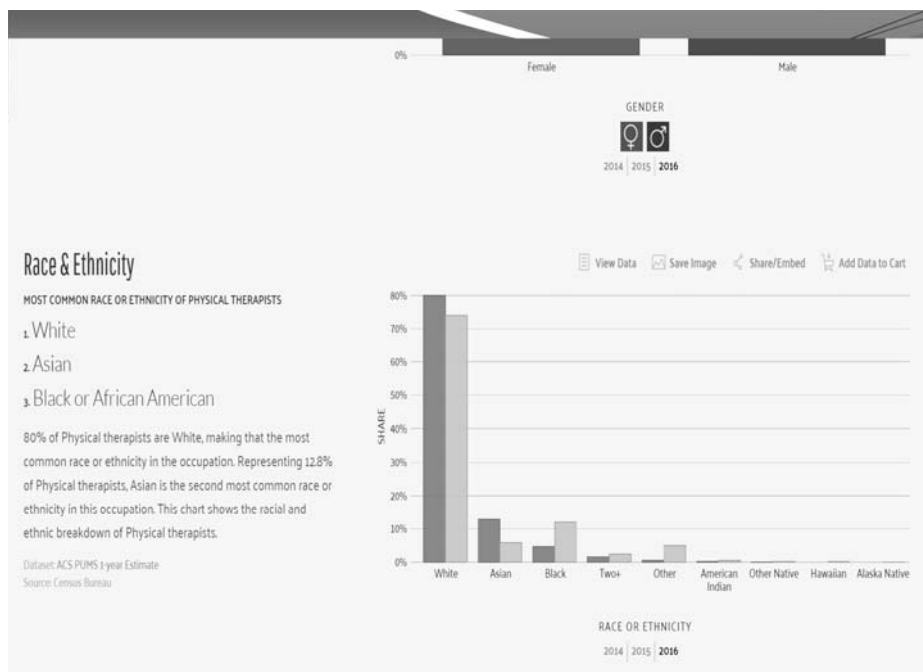 0%
Female Male
GENDER
2014 2015 2016
Race & Ethnicity
MOST COMMON RACE OR ETHNICITY OF PHYSICAL THERAPISTS
1. White
2. Asian
3. Black or African American
80% of Physical therapists are White, making that the most
common race or ethnicity in the occupation. Representing 12.8%
of Physical therapists, Asian is the second most common race or
ethnicity in this occupation. This chart shows the racial and
ethnic breakdown of Physical therapists.
Dataset: ACS PUMS 1-year Estimate
Source: Census Bureau
View Data Save Image Share/Embed Add Data to Cart
SHARE
80%
70%
60%
50%
40%
30%
20%
10%
0%
White Asian Black Two+ Other American Indian Other Native Hawaiian Alaska Native
RACE OR ETHNICITY
2014 2015 2016